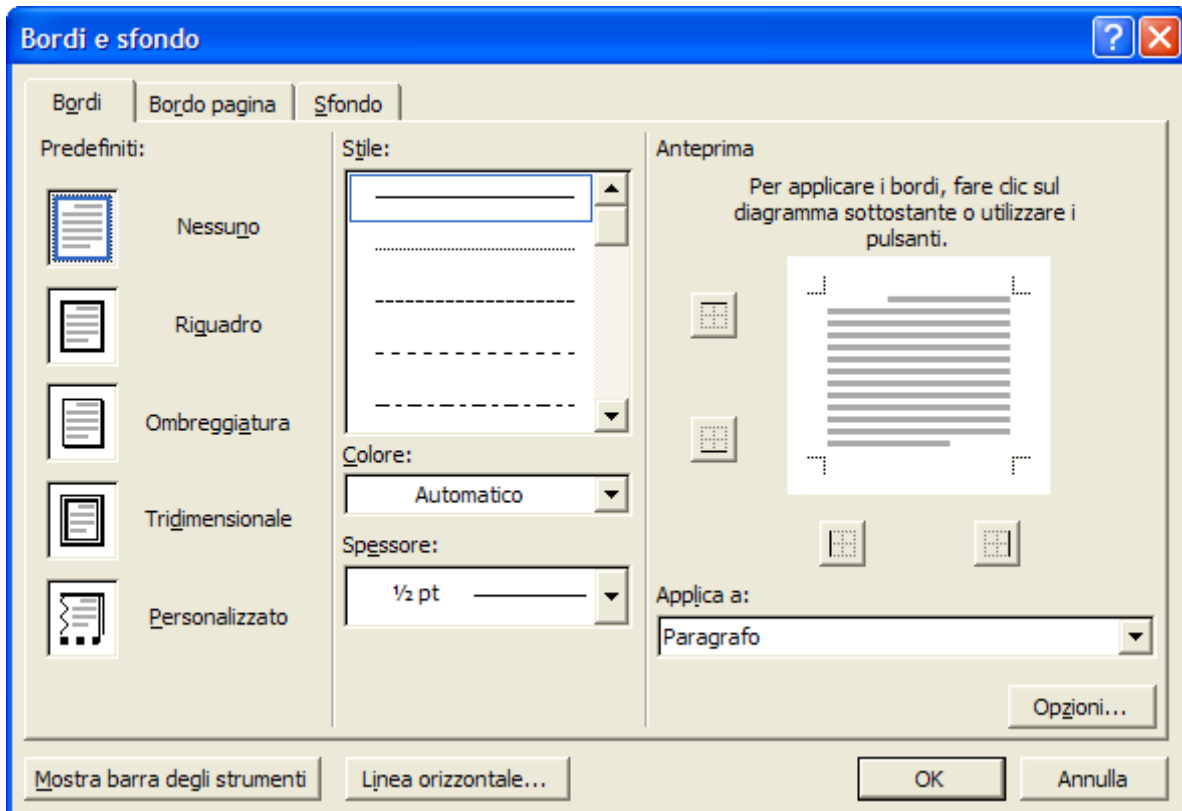 Bordi e sfondo
Bordi
Bordo pagina
Sfondo
Predefiniti:
Nessuno
Riquadro
Ombreggiatura
Tridimensionale
Personalizzato
Stile:
Colore:
Automatico
Spessore:
½ pt
Anteprima
Per applicare i bordi, fare clic sul
diagramma sottostante o utilizzare i
pulsanti.
Applica a:
Paragrafo
Opzioni...
Mostra barra degli strumenti
Linea orizzontale...
OK
Annulla